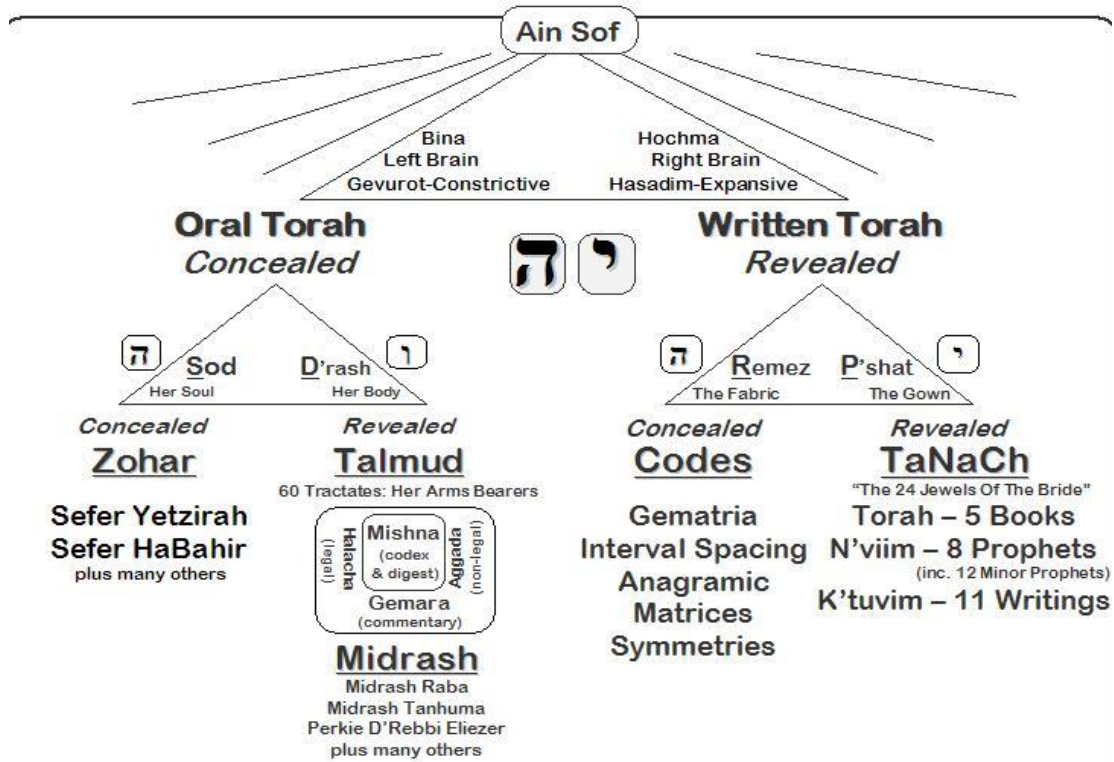 Ain Sof
Bina
Left Brain
Gevurot-Constrictive
Hochma
Right Brain
Hasadim-Expansive
Oral Torah
Concealed
ה
י
Written Torah
Revealed
ה
Sod
Her Soul
D'rash
Her Body
ו
ה
Remez
The Fabric
P'shat
The Gown
י
Concealed
Zohar
Sefer Yetzirah
Sefer HaBahir
plus many others
Revealed
Talmud
60 Tractates: Her Arms Bearers
Halacha
(legal)
Mishna
(codex
& digest)
Aggada
(non-legal)
Gemara
(commentary)
Midrash
Midrash Raba
Midrash Tanhuma
Perkie D'Rebbi Eliezer
plus many others
Concealed
Codes
Gematria
Interval Spacing
Anagramic
Matrices
Symmetries
Revealed
TaNaCh
"The 24 Jewels Of The Bride"
Torah – 5 Books
N'viim – 8 Prophets
(inc. 12 Minor Prophets)
K'tuvim – 11 Writings